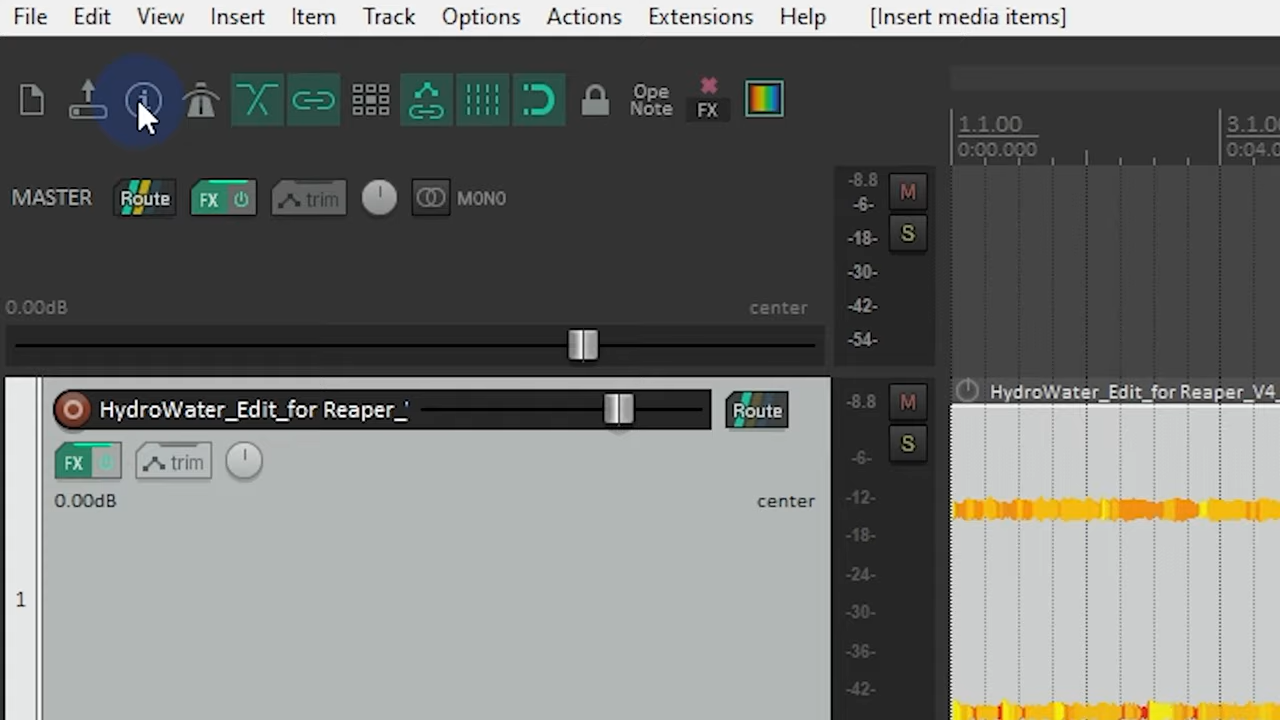 File Edit View Insert Item Track Options Actions Extensions Help [Insert media items]
Ope
Note
FX
1.1.00
0:00.000
3.1.0
0:04.0
MASTER Route FX trim MONO
0.00dB center
-8.8
-6-
-18-
-30-
-42-
-54-
M
S
HydroWater_Edit_for Reaper_' Route
FX trim
0.00dB center
1
-8.8
-6-
-12-
-18-
-24-
-30-
-36-
-42-
M
S
HydroWater_Edit_for Reaper_V4_